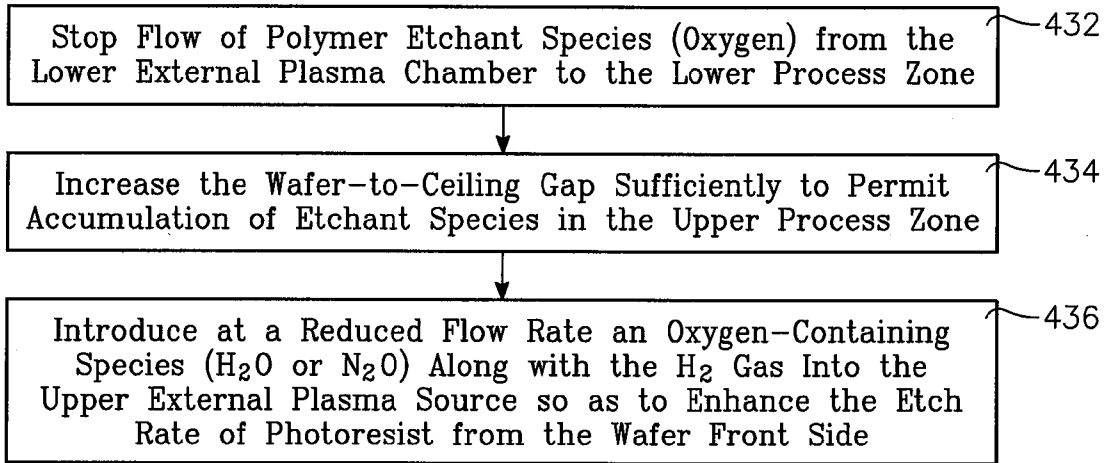 Stop Flow of Polymer Etchant Species (Oxygen) from the
Lower External Plasma Chamber to the Lower Process Zone
432
Increase the Wafer-to-Ceiling Gap Sufficiently to Permit
Accumulation of Etchant Species in the Upper Process Zone
434
Introduce at a Reduced Flow Rate an Oxygen-Containing
Species (H₂O or N₂O) Along with the H₂ Gas Into the
Upper External Plasma Source so as to Enhance the Etch
Rate of Photoresist from the Wafer Front Side
436